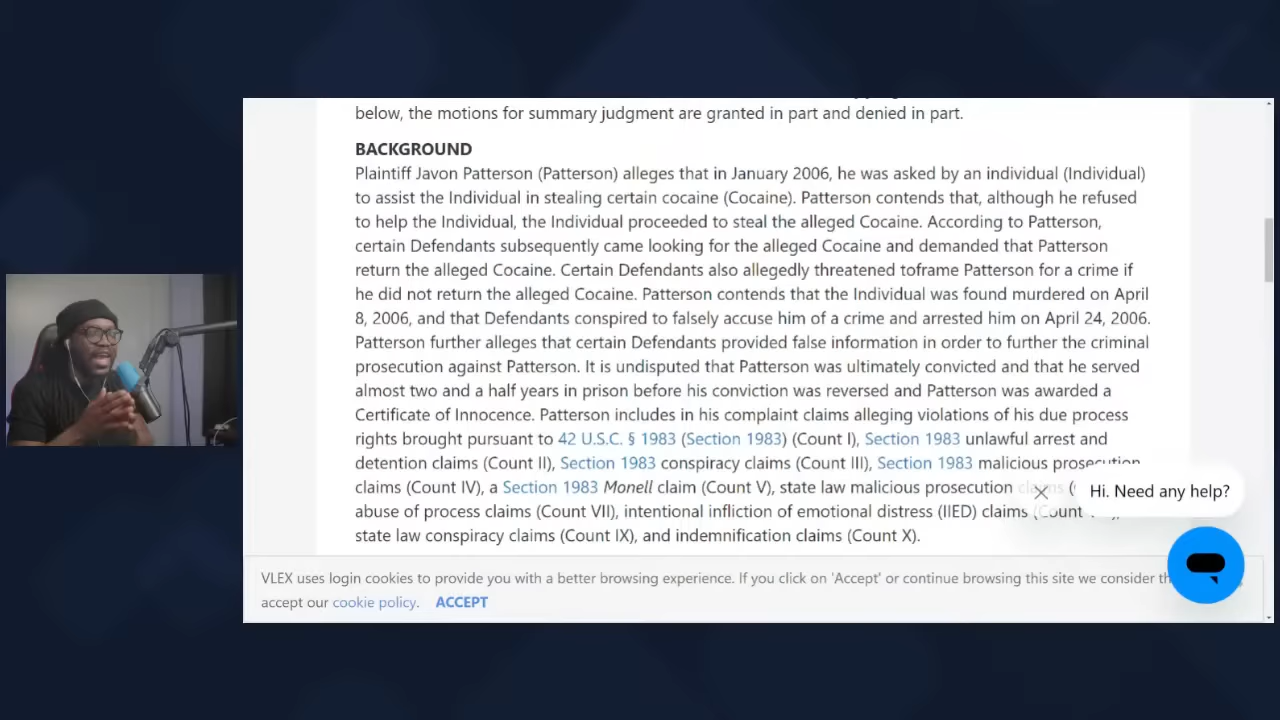 below, the motions for summary judgment are granted in part and denied in part.
BACKGROUND
Plaintiff Javon Patterson (Patterson) alleges that in January 2006, he was asked by an individual (Individual)
to assist the Individual in stealing certain cocaine (Cocaine). Patterson contends that, although he refused
to help the Individual, the Individual proceeded to steal the alleged Cocaine. According to Patterson,
certain Defendants subsequently came looking for the alleged Cocaine and demanded that Patterson
return the alleged Cocaine. Certain Defendants also allegedly threatened toframe Patterson for a crime if
he did not return the alleged Cocaine. Patterson contends that the Individual was found murdered on April
8, 2006, and that Defendants conspired to falsely accuse him of a crime and arrested him on April 24, 2006.
Patterson further alleges that certain Defendants provided false information in order to further the criminal
prosecution against Patterson. It is undisputed that Patterson was ultimately convicted and that he served
almost two and a half years in prison before his conviction was reversed and Patterson was awarded a
Certificate of Innocence. Patterson includes in his complaint claims alleging violations of his due process
rights brought pursuant to 42 U.S.C. § 1983 (Section 1983) (Count I), Section 1983 unlawful arrest and
detention claims (Count II), Section 1983 conspiracy claims (Count III), Section 1983 malicious prosecution
claims (Count IV), a Section 1983 Monell claim (Count V), state law malicious prosecution claims
abuse of process claims (Count VII), intentional infliction of emotional distress (IIED) claims (Count
state law conspiracy claims (Count IX), and indemnification claims (Count X).
Hi. Need any help?
VLEX uses login cookies to provide you with a better browsing experience. If you click on 'Accept' or continue browsing this site we consider
accept our cookie policy. ACCEPT